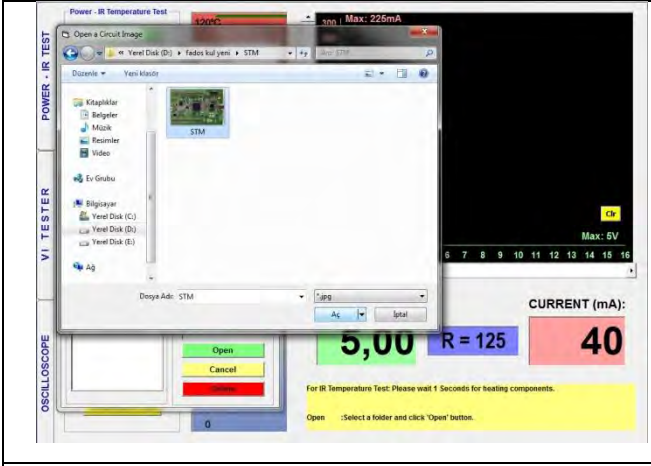 Power - IR Temperature Test
120°C
300
Max: 225mA
Open a Circuit Image
« Yerel Disk (D:) ▸ fados kul yeni ▸ STM
Ara: STM
Düzenle
Yeni klasör
Kitaplıklar
Belgeler
Müzik
Resimler
Video
Ev Grubu
Bilgisayar
Yerel Disk (C:)
Yerel Disk (D:)
Yerel Disk (E:)
Ağ
STM
Dosya Adı: STM
*.jpg
Aç
İptal
POWER - IR TEST
VI TESTER
OSCILLOSCOPE
Clr
Max: 5V
6 7 8 9 10 11 12 13 14 15 16
CURRENT (mA):
5,00
R = 125
40
Open
Cancel
0
For IR Temperature Test: Please wait 1 Seconds for heating components.
Open :Select a folder and click 'Open' button.